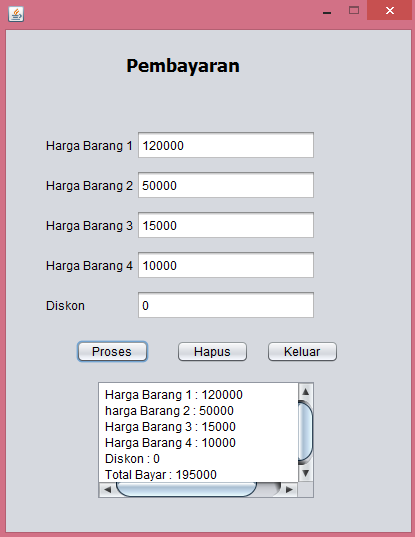 Pembayaran
Harga Barang 1 120000
Harga Barang 2 50000
Harga Barang 3 15000
Harga Barang 4 10000
Diskon 0
Proses Hapus Keluar
Harga Barang 1 : 120000
harga Barang 2 : 50000
Harga Barang 3 : 15000
Harga Barang 4 : 10000
Diskon : 0
Total Bayar : 195000